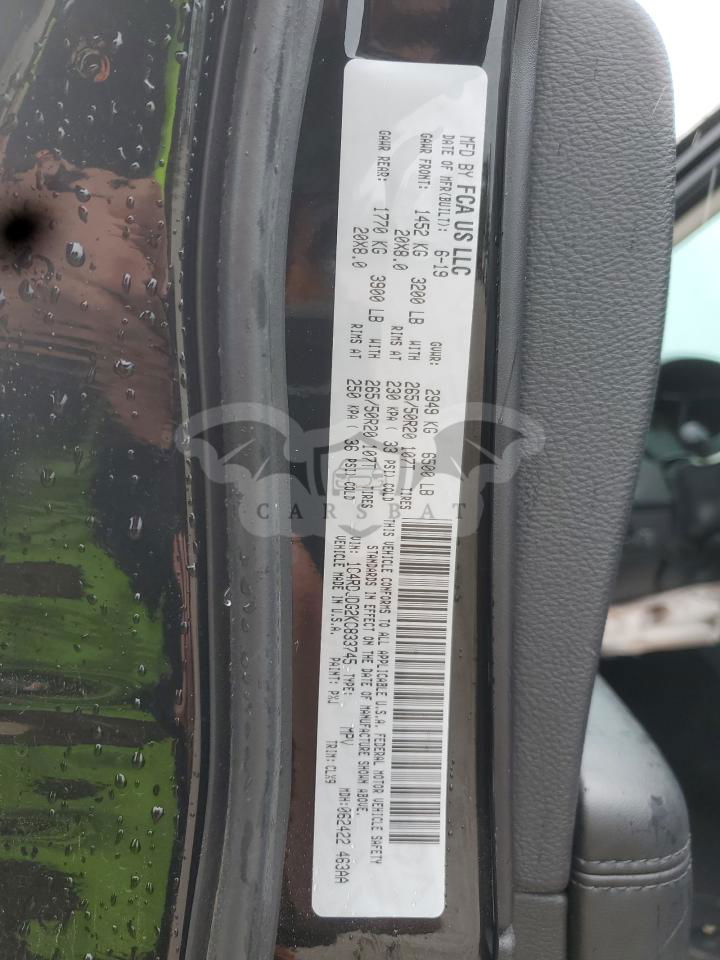 MFD BY FCA US LLC
DATE OF MFR(BUILT): 6-19 GVWR: 2949 KG 6500 LB
GAWR FRONT: 1452 KG 3200 LB WITH 265/50R20 107T TIRES
20X8.0 RIMS AT 230 KPA( 33 PSI) COLD
GAWR REAR: 1770 KG 3900 LB WITH 265/50R20 107T TIRES
20X8.0 RIMS AT 250 KPA( 36 PSI) COLD
THIS VEHICLE CONFORMS TO ALL APPLICABLE U.S.A. FEDERAL MOTOR VEHICLE SAFETY
STANDARDS IN EFFECT ON THE DATE OF MANUFACTURE SHOWN ABOVE.
VIN: 1C4RDJDG2KC833745 TYPE: MPV MDH:062422 463AA
VEHICLE MADE IN U.S.A. PAINT: PXJ TRIM: CLX9
CARSBAT